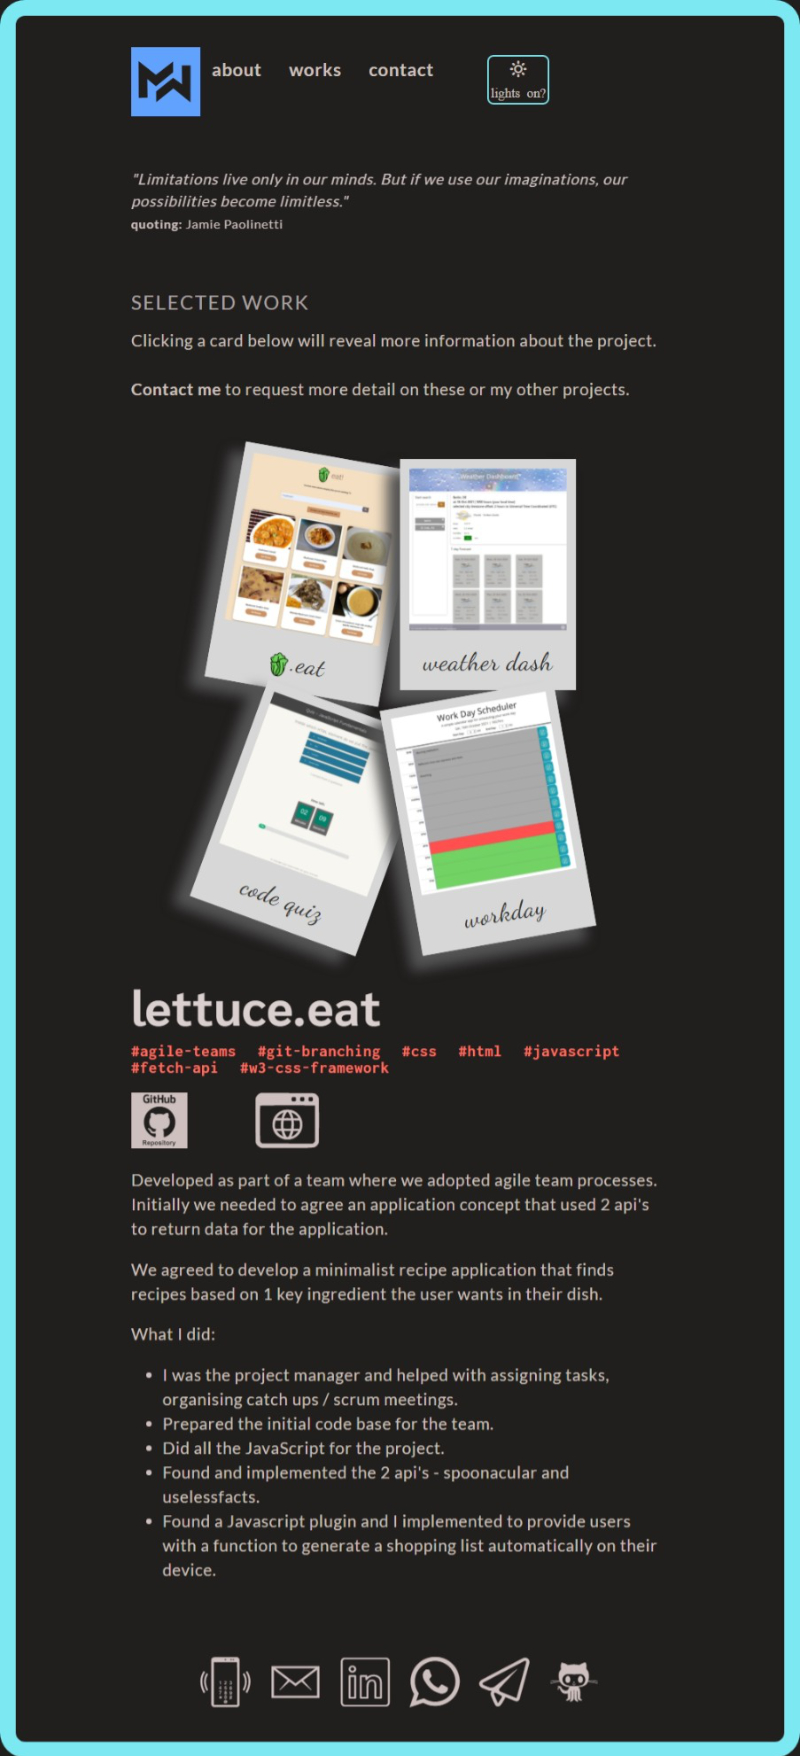 about works contact
lights on?
"Limitations live only in our minds. But if we use our imaginations, our
possibilities become limitless."
quoting: Jamie Paolinetti
SELECTED WORK
Clicking a card below will reveal more information about the project.
Contact me to request more detail on these or my other projects.
eat!
Weather Dashboard
.eat
weather dash
Work Day Scheduler
02
09
code quiz
workday
lettuce.eat
#agile-teams #git-branching #css #html #javascript
#fetch-api #w3-css-framework
GitHub
Repository
Developed as part of a team where we adopted agile team processes.
Initially we needed to agree an application concept that used 2 api's
to return data for the application.
We agreed to develop a minimalist recipe application that finds
recipes based on 1 key ingredient the user wants in their dish.
What I did:
• I was the project manager and helped with assigning tasks,
organising catch ups / scrum meetings.
• Prepared the initial code base for the team.
• Did all the JavaScript for the project.
• Found and implemented the 2 api's - spoonacular and
uselessfacts.
• Found a Javascript plugin and I implemented to provide users
with a function to generate a shopping list automatically on their
device.
in